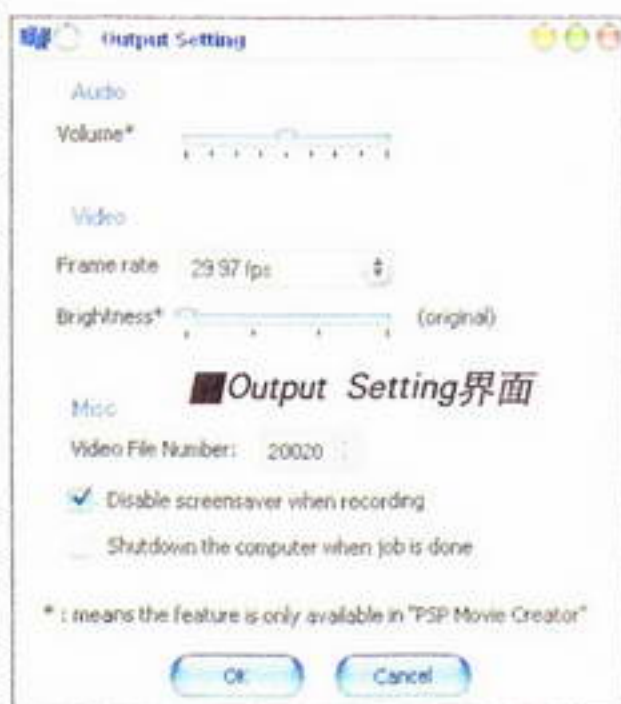 Output Setting
Audio
Volume*
Video
Frame rate 29.97 fps
Brightness* (original)
■Output Setting界面
Misc
Video File Number: 20020
Disable screensaver when recording
Shutdown the computer when job is done
* : means the feature is only available in "PSP Movie Creator"
OK Cancel